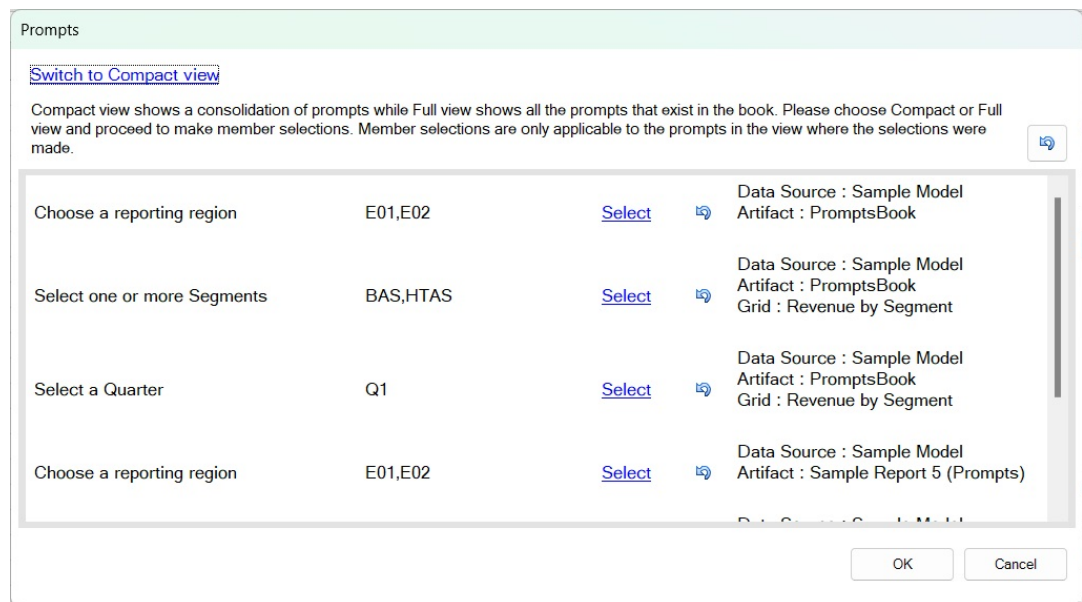 Prompts
Switch to Compact view
Compact view shows a consolidation of prompts while Full view shows all the prompts that exist in the book. Please choose Compact or Full
view and proceed to make member selections. Member selections are only applicable to the prompts in the view where the selections were
made.
Data Source : Sample Model
Choose a reporting region E01,E02 Select Artifact : PromptsBook
Data Source : Sample Model
Select one or more Segments BAS,HTAS Select Artifact : PromptsBook
Grid : Revenue by Segment
Data Source : Sample Model
Select a Quarter Q1 Select Artifact : PromptsBook
Grid : Revenue by Segment
Data Source : Sample Model
Choose a reporting region E01,E02 Select Artifact : Sample Report 5 (Prompts)
OK Cancel